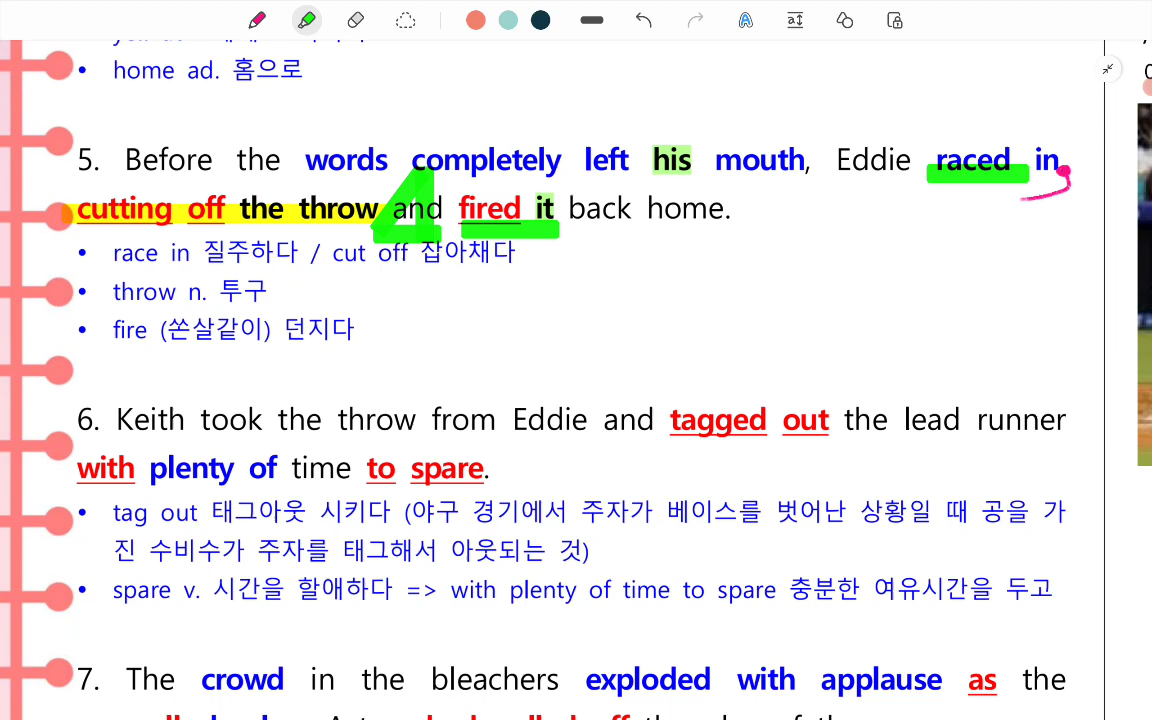 • home ad. 홈으로
5. Before the words completely left his mouth, Eddie raced in,
cutting off the throw and fired it back home.
• race in 질주하다 / cut off 잡아채다
• throw n. 투구
• fire (쏜살같이) 던지다
6. Keith took the throw from Eddie and tagged out the lead runner
with plenty of time to spare.
• tag out 태그아웃 시키다 (야구 경기에서 주자가 베이스를 벗어난 상황일 때 공을 가
진 수비수가 주자를 태그해서 아웃되는 것)
• spare v. 시간을 할애하다 => with plenty of time to spare 충분한 여유시간을 두고
7. The crowd in the bleachers exploded with applause as the